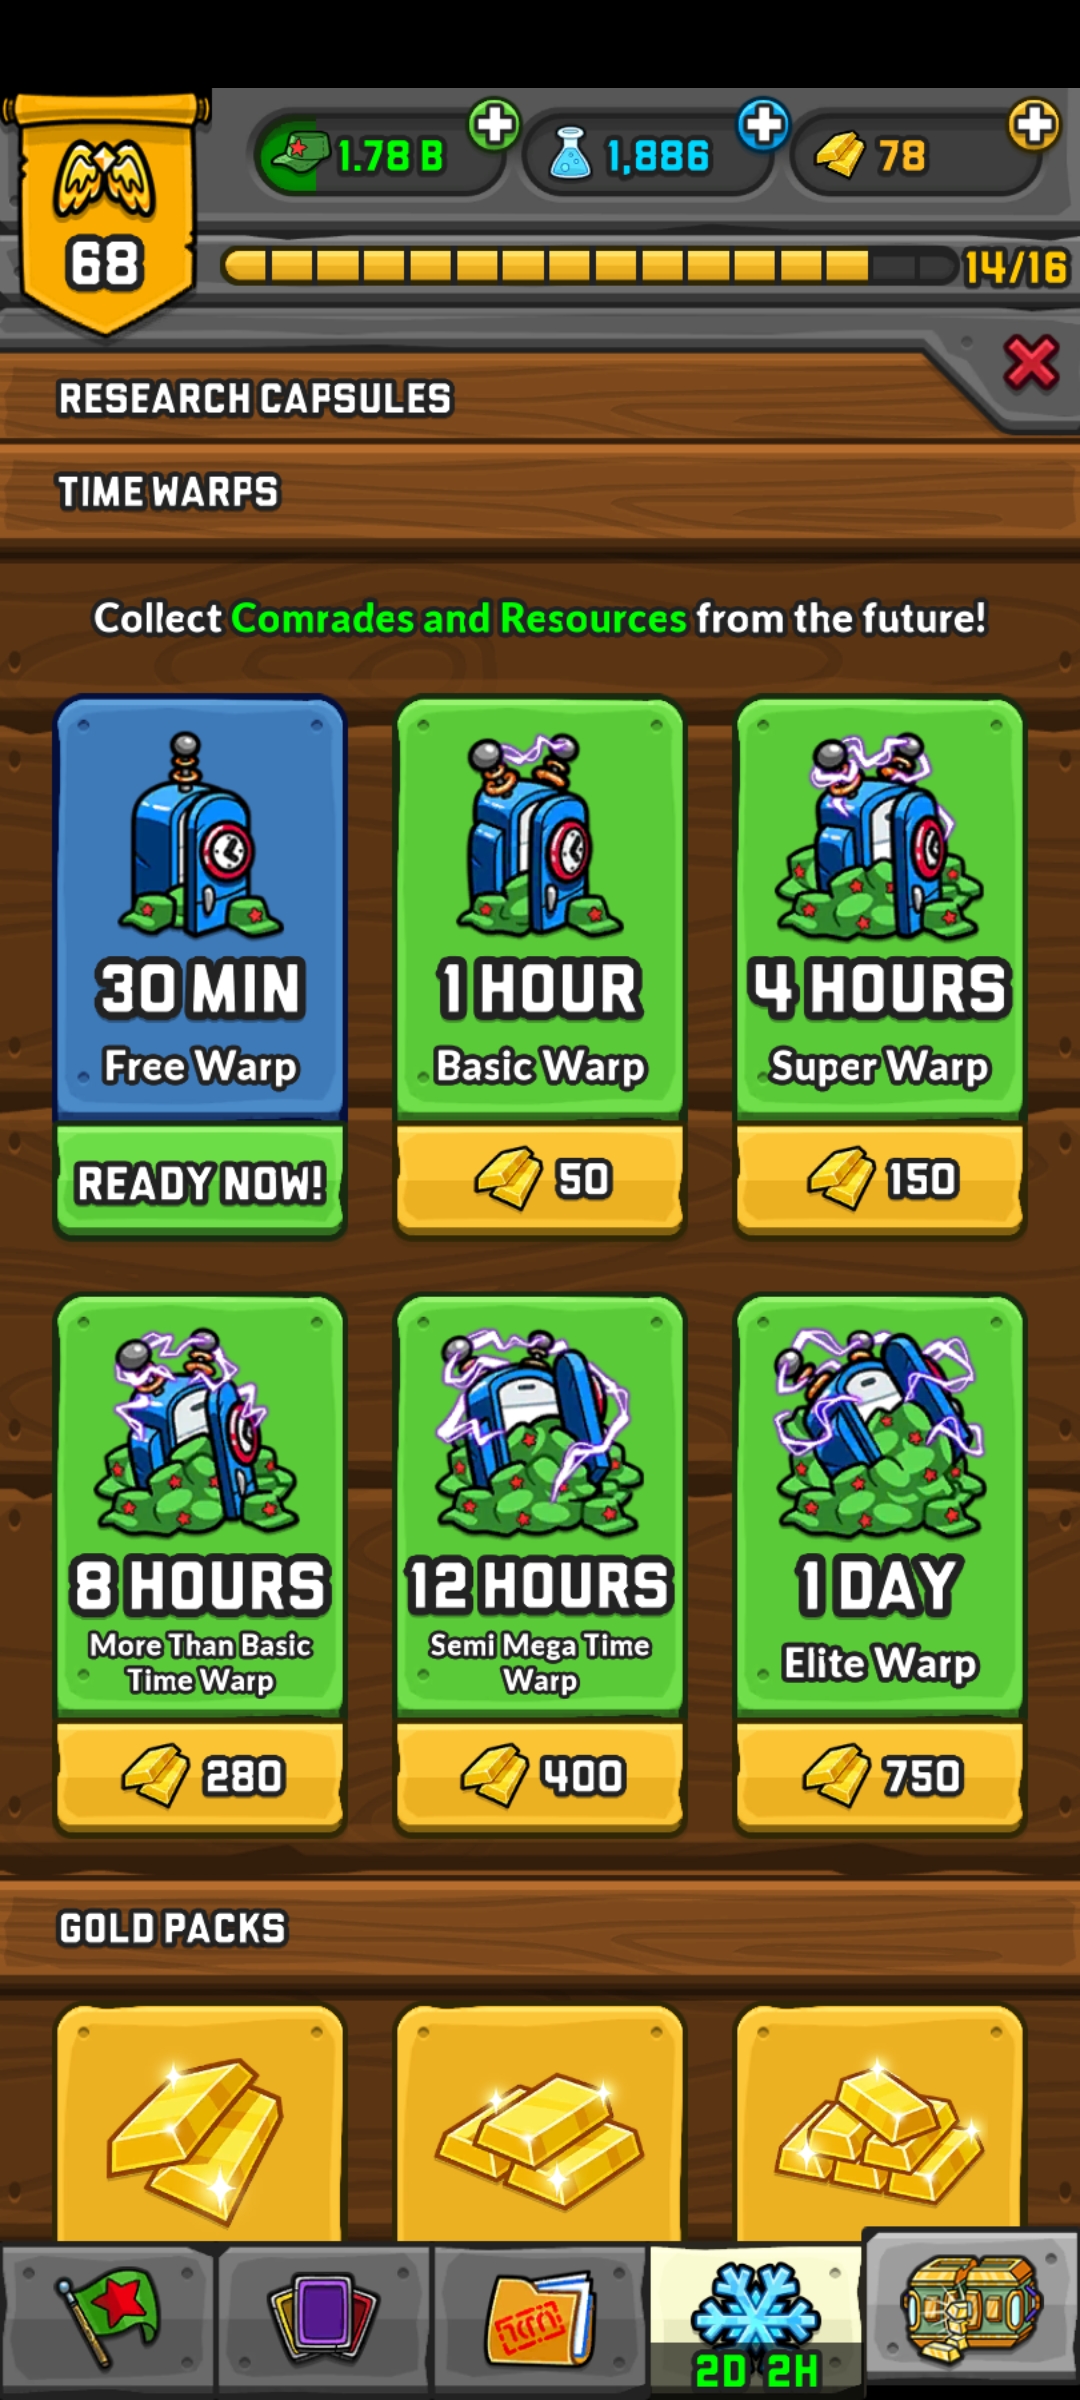 1.78 B
1,886
78
68
14/16
RESEARCH CAPSULES
TIME WARPS
Collect Comrades and Resources from the future!
30 MIN
Free Warp
READY NOW!
1 HOUR
Basic Warp
50
4 HOURS
Super Warp
150
8 HOURS
More Than Basic
Time Warp
280
12 HOURS
Semi Mega Time
Warp
400
1 DAY
Elite Warp
750
GOLD PACKS
2D 2H